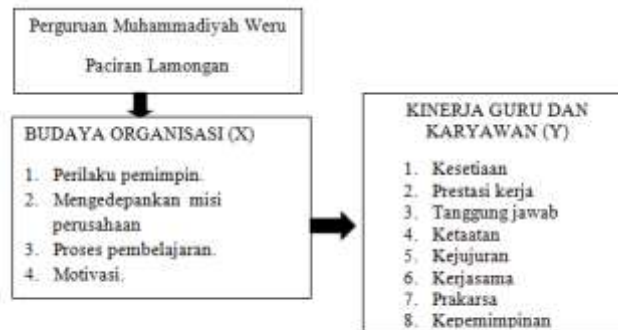 Perguruan Muhammadiyah Weru
Paciran Lamongan
BUDAYA ORGANISASI (X)
1. Perilaku pemimpin.
2. Mengedepankan misi
perusahaan
3. Proses pembelajaran.
4. Motivasi.
KINERJA GURU DAN
KARYAWAN (Y)
1. Kesetiaan
2. Prestasi kerja
3. Tanggung jawab
4. Ketaatan
5. Kejujuran
6. Kerjasama
7. Prakarsa
8. Kepemimpinan